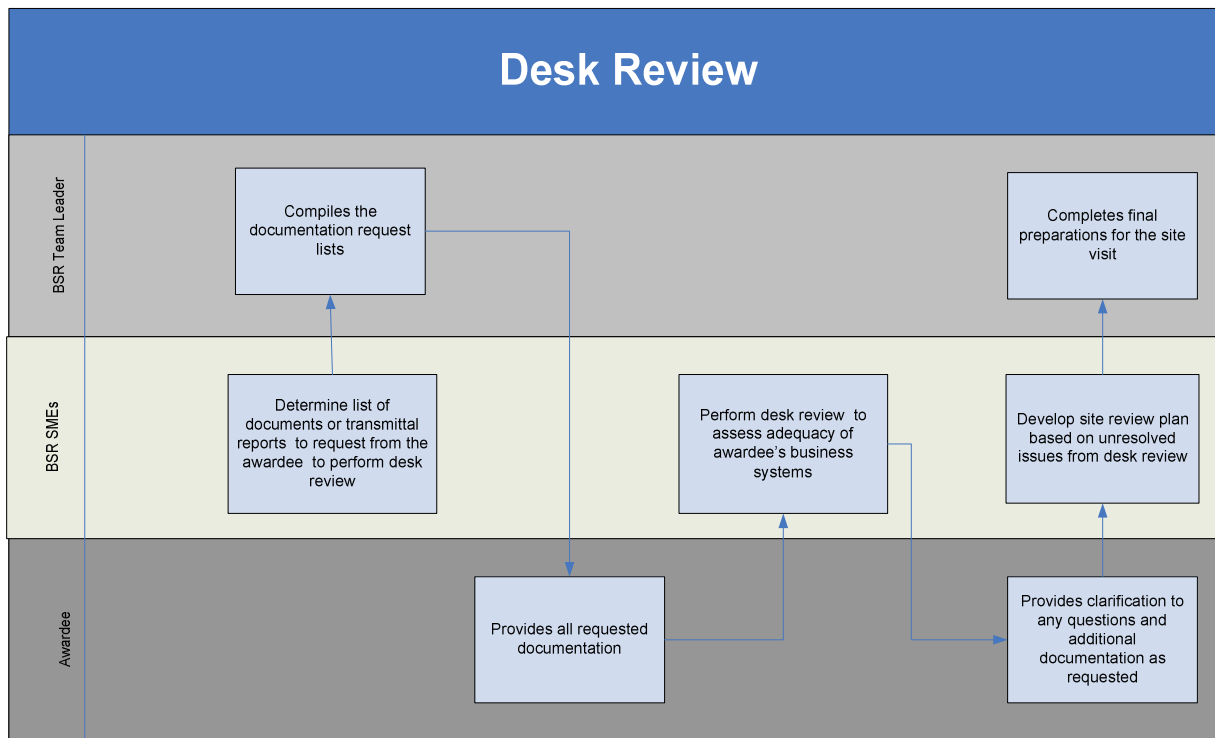 Desk Review
BSR Team Leader
Compiles the
documentation request
lists
Completes final
preparations for the site
visit
BSR SMEs
Determine list of
documents or transmittal
reports to request from the
awardee to perform desk
review
Perform desk review to
assess adequacy of
awardee's business
systems
Develop site review plan
based on unresolved
issues from desk review
Awardee
Provides all requested
documentation
Provides clarification to
any questions and
additional
documentation as
requested